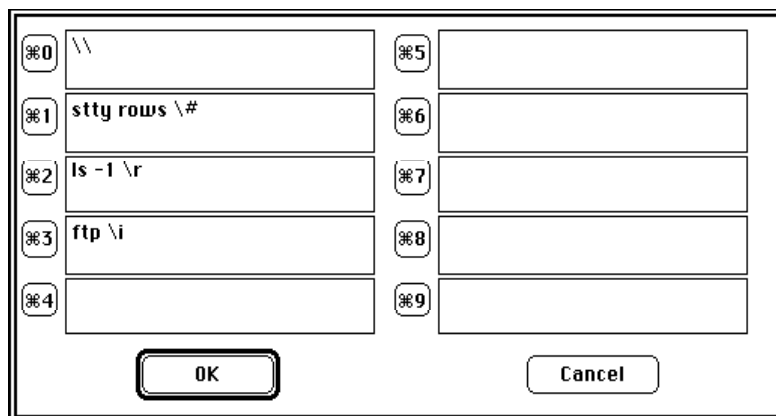 ⌘0 \\
⌘1 stty rows \#
⌘2 ls -1 \r
⌘3 ftp \i
⌘4
⌘5
⌘6
⌘7
⌘8
⌘9
OK
Cancel